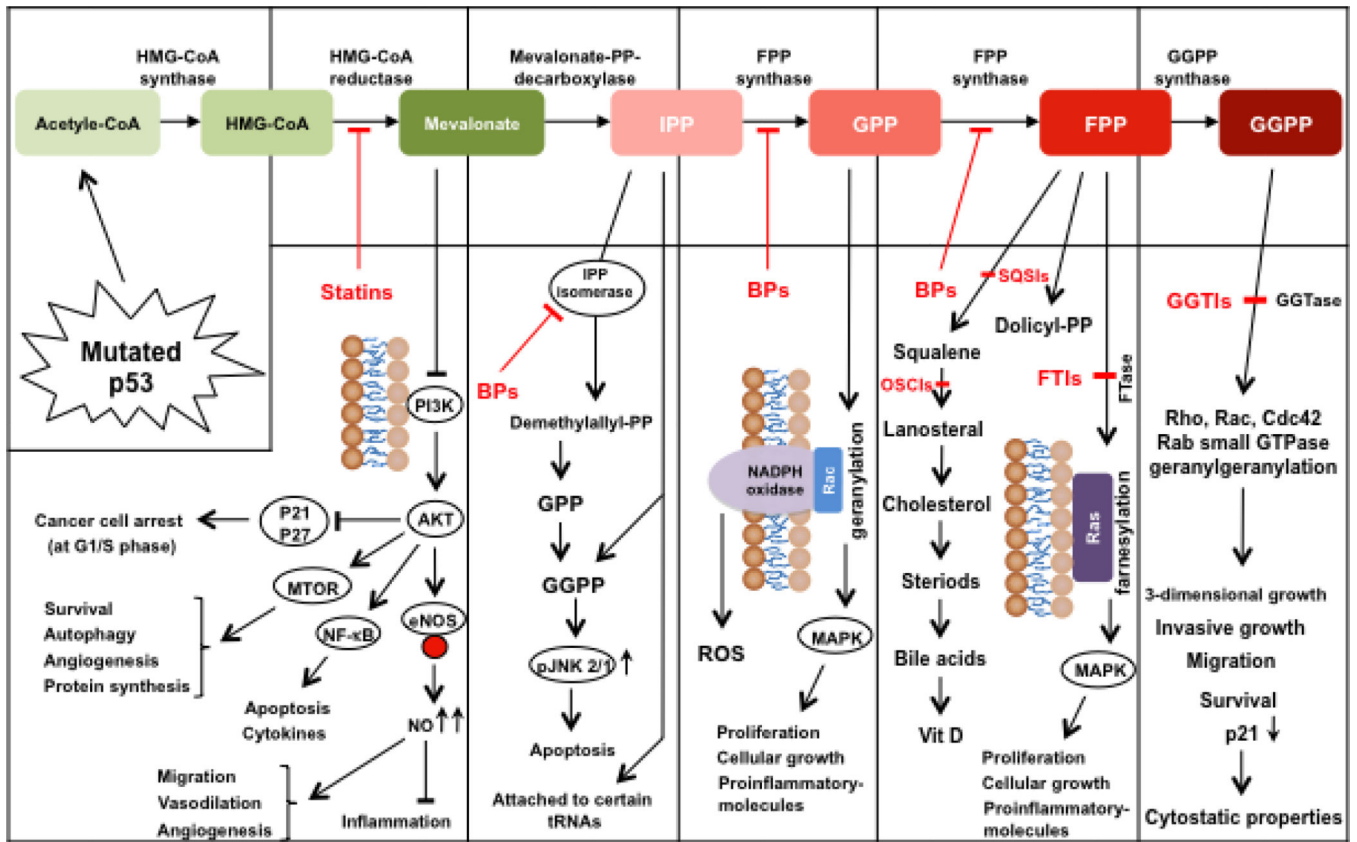 HMG-CoA
synthase
HMG-CoA
reductase
Mevalonate-PP-
decarboxylase
FPP
synthase
FPP
synthase
GGPP
synthase
Acetyle-CoA
HMG-CoA
Mevalonate
IPP
GPP
FPP
GGPP
Mutated
p53
Statins
PI3K
AKT
P21
P27
Cancer cell arrest
(at G1/S phase)
MTOR
Survival
Autophagy
Angiogenesis
Protein synthesis
NF-κB
Apoptosis
Cytokines
eNOS
NO
Migration
Vasodilation
Angiogenesis
Inflammation
IPP
isomerase
BPs
Demethylallyl-PP
GPP
GGPP
pJNK 2/1
Apoptosis
Attached to certain
tRNAs
BPs
NADPH
oxidase
Rac
geranylation
ROS
MAPK
Proliferation
Cellular growth
Proinflammatory-
molecules
BPs
SQSIs
Dolicyl-PP
Squalene
OSCIs
Lanosteral
Cholesterol
Steriods
Bile acids
Vit D
FTIs
FTase
Ras
farnesylation
MAPK
Proliferation
Cellular growth
Proinflammatory-
molecules
GGTIs
GGTase
Rho, Rac, Cdc42
Rab small GTPase
geranylgeranylation
3-dimensional growth
Invasive growth
Migration
Survival
p21
Cytostatic properties